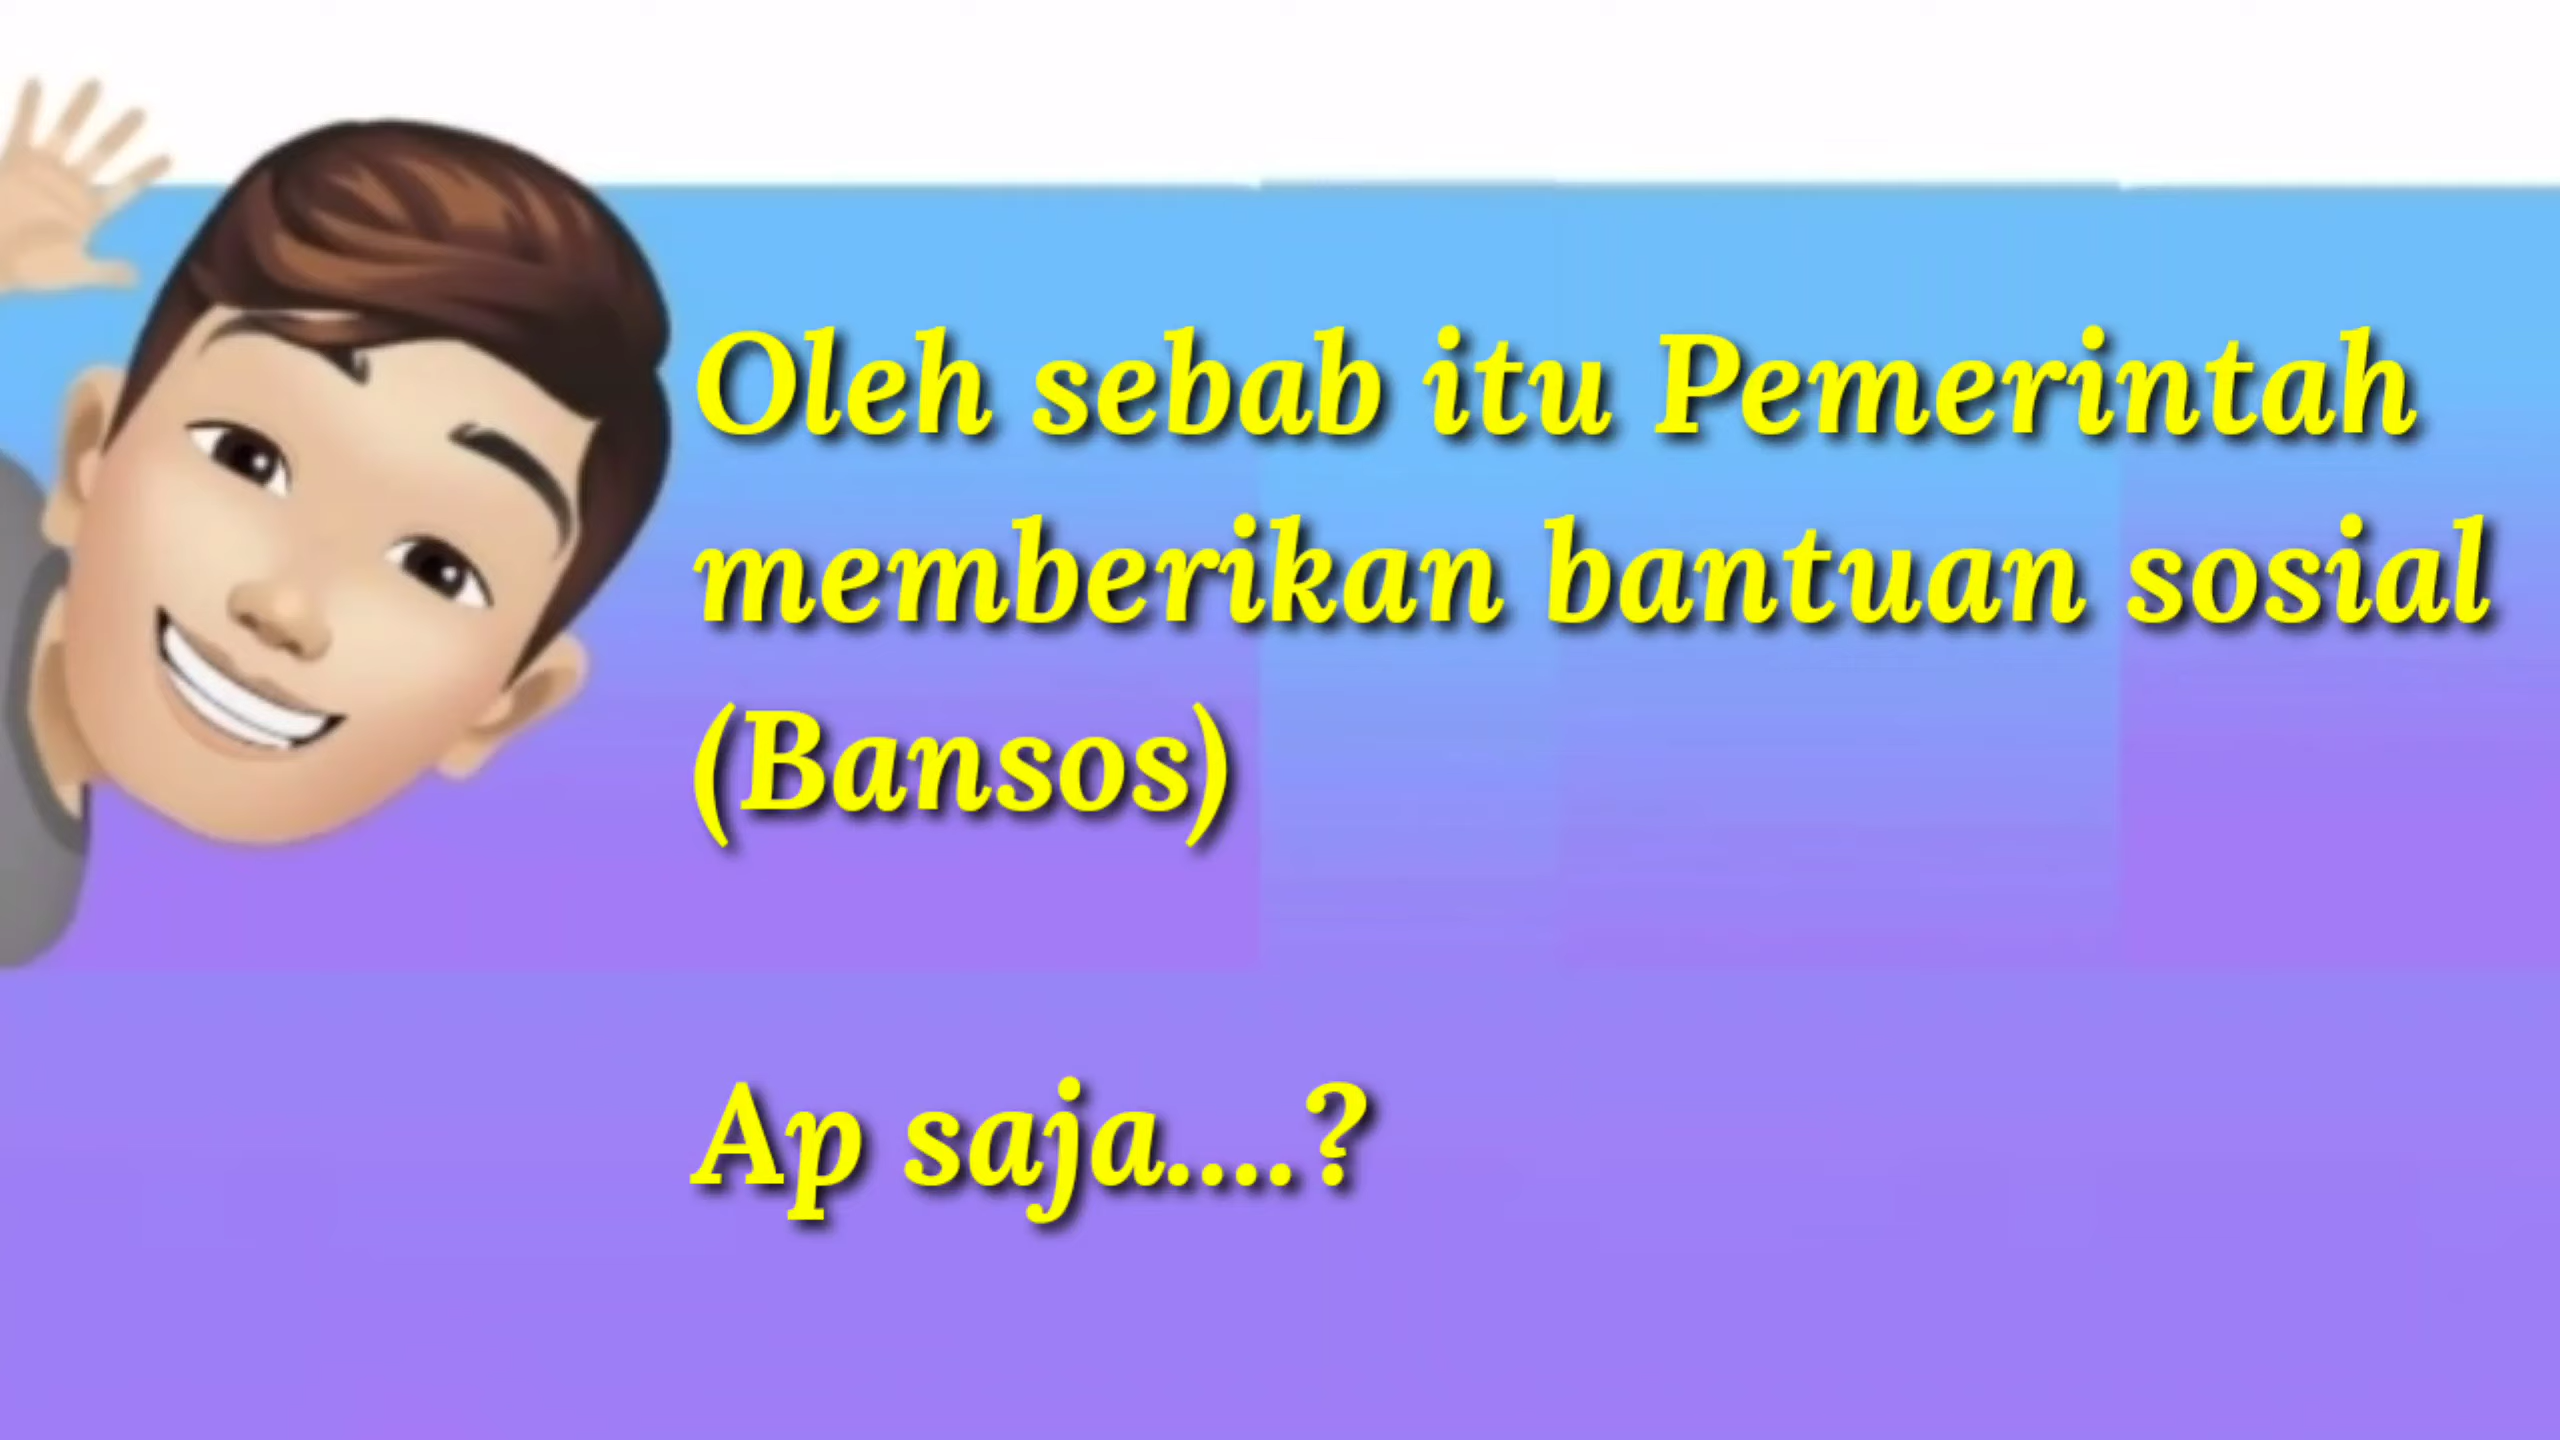 Oleh sebab itu Pemerintah
memberikan bantuan sosial
(Bansos)
Ap saja....?